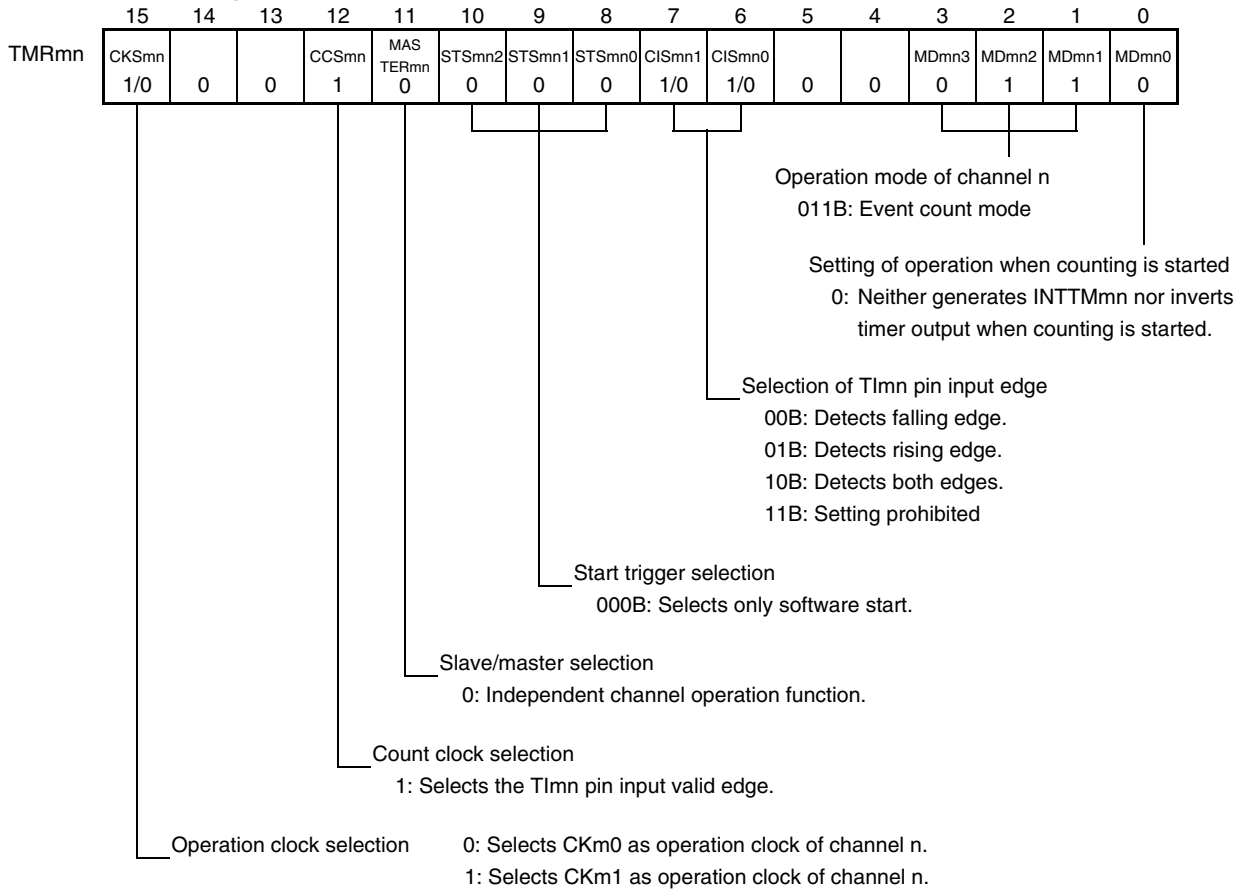 15 14 13 12 11 10 9 8 7 6 5 4 3 2 1 0
TMRmn
CKSmn CCSmn MAS TERmn STSmn2 STSmn1 STSmn0 CISmn1 CISmn0 MDmn3 MDmn2 MDmn1 MDmn0
1/0 0 0 1 0 0 0 0 1/0 1/0 0 0 0 1 1 0
Operation mode of channel n
011B: Event count mode
Setting of operation when counting is started
0: Neither generates INTTMmn nor inverts
timer output when counting is started.
Selection of TImn pin input edge
00B: Detects falling edge.
01B: Detects rising edge.
10B: Detects both edges.
11B: Setting prohibited
Start trigger selection
000B: Selects only software start.
Slave/master selection
0: Independent channel operation function.
Count clock selection
1: Selects the TImn pin input valid edge.
Operation clock selection 0: Selects CKm0 as operation clock of channel n.
1: Selects CKm1 as operation clock of channel n.